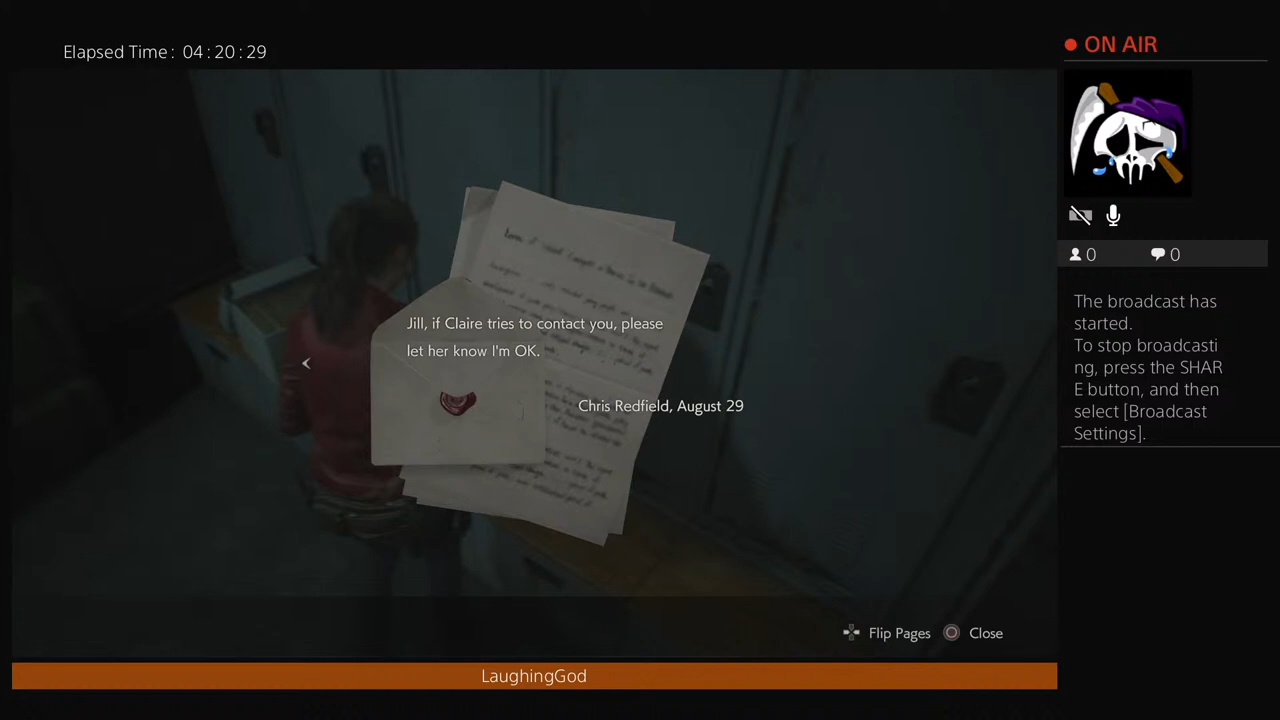 Elapsed Time: 04:20:29
ON AIR
0
0
The broadcast has
started.
To stop broadcasti
ng, press the SHAR
E button, and then
select [Broadcast
Settings].
Jill, if Claire tries to contact you, please
let her know I'm OK.
Chris Redfield, August 29
Flip Pages
Close
LaughingGod